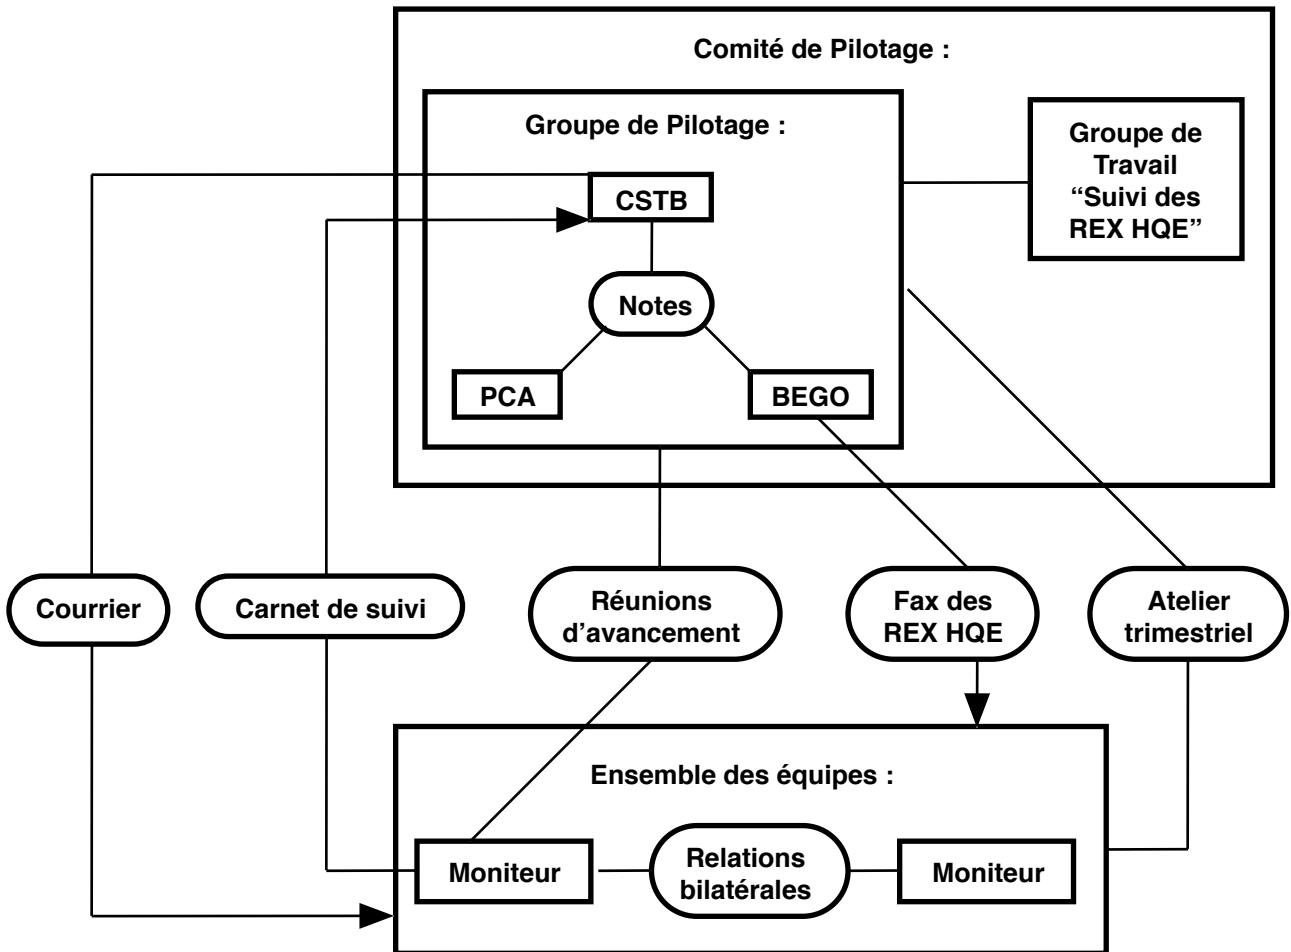 Comité de Pilotage :
Groupe de Pilotage :
Groupe de
Travail
“Suivi des
REX HQE”
CSTB
Notes
PCA
BEGO
Courrier
Carnet de suivi
Réunions
d’avancement
Fax des
REX HQE
Atelier
trimestriel
Ensemble des équipes :
Moniteur
Relations
bilatérales
Moniteur